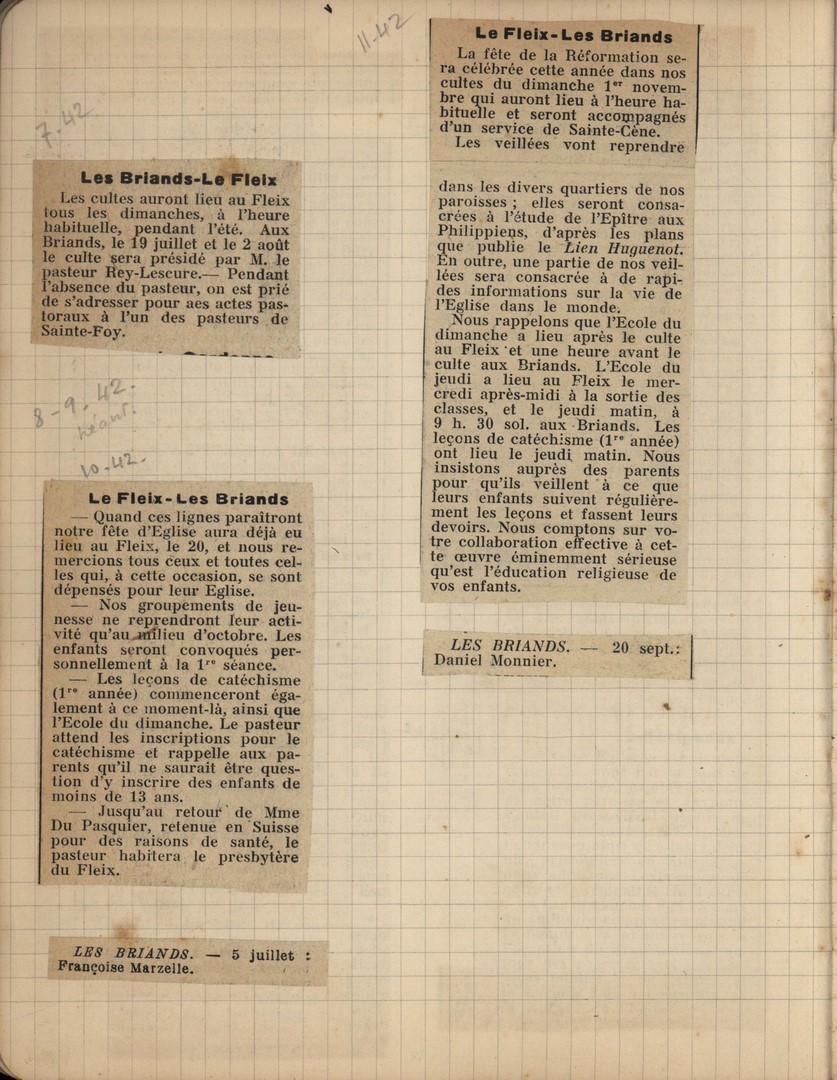 7.42
Les Briands-Le Fleix
Les cultes auront lieu au Fleix
tous les dimanches, à l'heure
habituelle, pendant l'été. Aux
Briands, le 19 juillet et le 2 août
le culte sera présidé par M. le
pasteur Rey-Lescure.— Pendant
l'absence du pasteur, on est prié
de s'adresser pour aes actes pas-
toraux à l'un des pasteurs de
Sainte-Foy.
8-9.42.
néant.
10.42.
Le Fleix-Les Briands
— Quand ces lignes paraîtront
notre fête d'Eglise aura déjà eu
lieu au Fleix, le 20, et nous re-
mercions tous ceux et toutes cel-
les qui, à cette occasion, se sont
dépensés pour leur Eglise.
— Nos groupements de jeu-
nesse ne reprendront leur acti-
vité qu'au milieu d'octobre. Les
enfants seront convoqués per-
sonnellement à la 1re séance.
— Les leçons de catéchisme
(1re année) commenceront éga-
lement à ce moment-là, ainsi que
l'Ecole du dimanche. Le pasteur
attend les inscriptions pour le
catéchisme et rappelle aux pa-
rents qu'il ne saurait être ques-
tion d'y inscrire des enfants de
moins de 13 ans.
— Jusqu'au retour de Mme
Du Pasquier, retenue en Suisse
pour des raisons de santé, le
pasteur habitera le presbytère
du Fleix.
LES BRIANDS. — 5 juillet :
Françoise Marzelle.
11.42
Le Fleix-Les Briands
La fête de la Réformation se-
ra célébrée cette année dans nos
cultes du dimanche 1er novem-
bre qui auront lieu à l'heure ha-
bituelle et seront accompagnés
d'un service de Sainte-Cène.
Les veillées vont reprendre
dans les divers quartiers de nos
paroisses ; elles seront consa-
crées à l'étude de l'Epître aux
Philippiens, d'après les plans
que publie le Lien Huguenot.
En outre, une partie de nos veil-
lées sera consacrée à de rapi-
des informations sur la vie de
l'Eglise dans le monde.
Nous rappelons que l'Ecole du
dimanche a lieu après le culte
au Fleix et une heure avant le
culte aux Briands. L'Ecole du
jeudi a lieu au Fleix le mer-
credi après-midi à la sortie des
classes, et le jeudi matin, à
9 h. 30 sol. aux Briands. Les
leçons de catéchisme (1re année)
ont lieu le jeudi matin. Nous
insistons auprès des parents
pour qu'ils veillent à ce que
leurs enfants suivent régulière-
ment les leçons et fassent leurs
devoirs. Nous comptons sur vo-
tre collaboration effective à cet-
te œuvre éminemment sérieuse
qu'est l'éducation religieuse de
vos enfants.
LES BRIANDS. — 20 sept.:
Daniel Monnier.